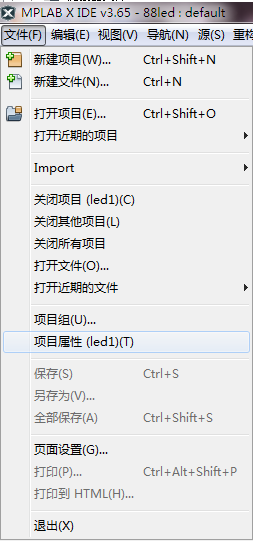 MPLAB X IDE v3.65 - 88led : default
文件(F) 编辑(E) 视图(V) 导航(N) 源(S) 重构
新建项目(W)... Ctrl+Shift+N
新建文件(N)... Ctrl+N
打开项目(E)... Ctrl+Shift+O
打开近期的项目
Import
关闭项目 (led1)(C)
关闭其他项目(L)
关闭所有项目
打开文件(O)...
打开近期的文件
项目组(U)...
项目属性 (led1)(T)
保存(S) Ctrl+S
另存为(V)...
全部保存(A) Ctrl+Shift+S
页面设置(G)...
打印(P)... Ctrl+Alt+Shift+P
打印到 HTML(H)...
退出(X)